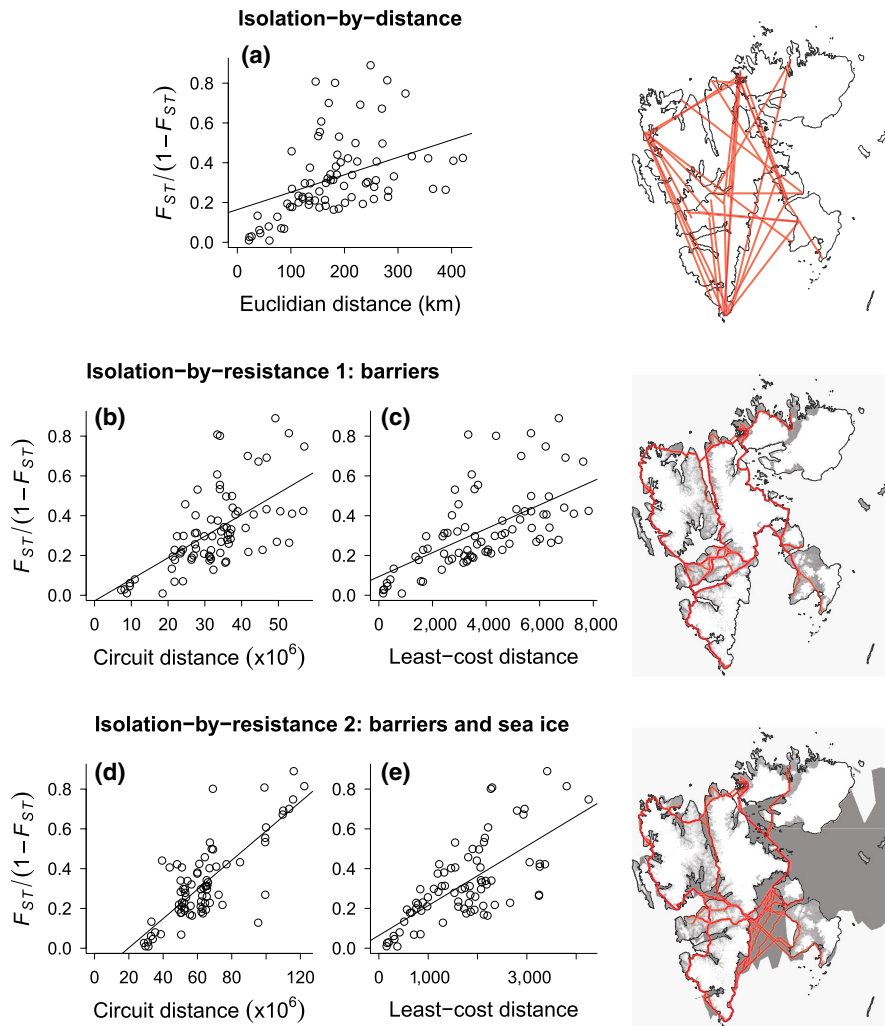 Isolation−by−distance
(a)
F_ST/(1−F_ST)
0.8
0.6
0.4
0.2
0.0
0 100 200 300 400
Euclidian distance (km)
Isolation−by−resistance 1: barriers
(b)
F_ST/(1−F_ST)
0.8
0.6
0.4
0.2
0.0
0 10 20 30 40 50
Circuit distance (x10^6)
(c)
0.8
0.6
0.4
0.2
0.0
0 2,000 4,000 6,000 8,000
Least−cost distance
Isolation−by−resistance 2: barriers and sea ice
(d)
F_ST/(1−F_ST)
0.8
0.6
0.4
0.2
0.0
0 20 40 60 80 120
Circuit distance (x10^6)
(e)
0.8
0.6
0.4
0.2
0.0
0 1,000 3,000
Least−cost distance